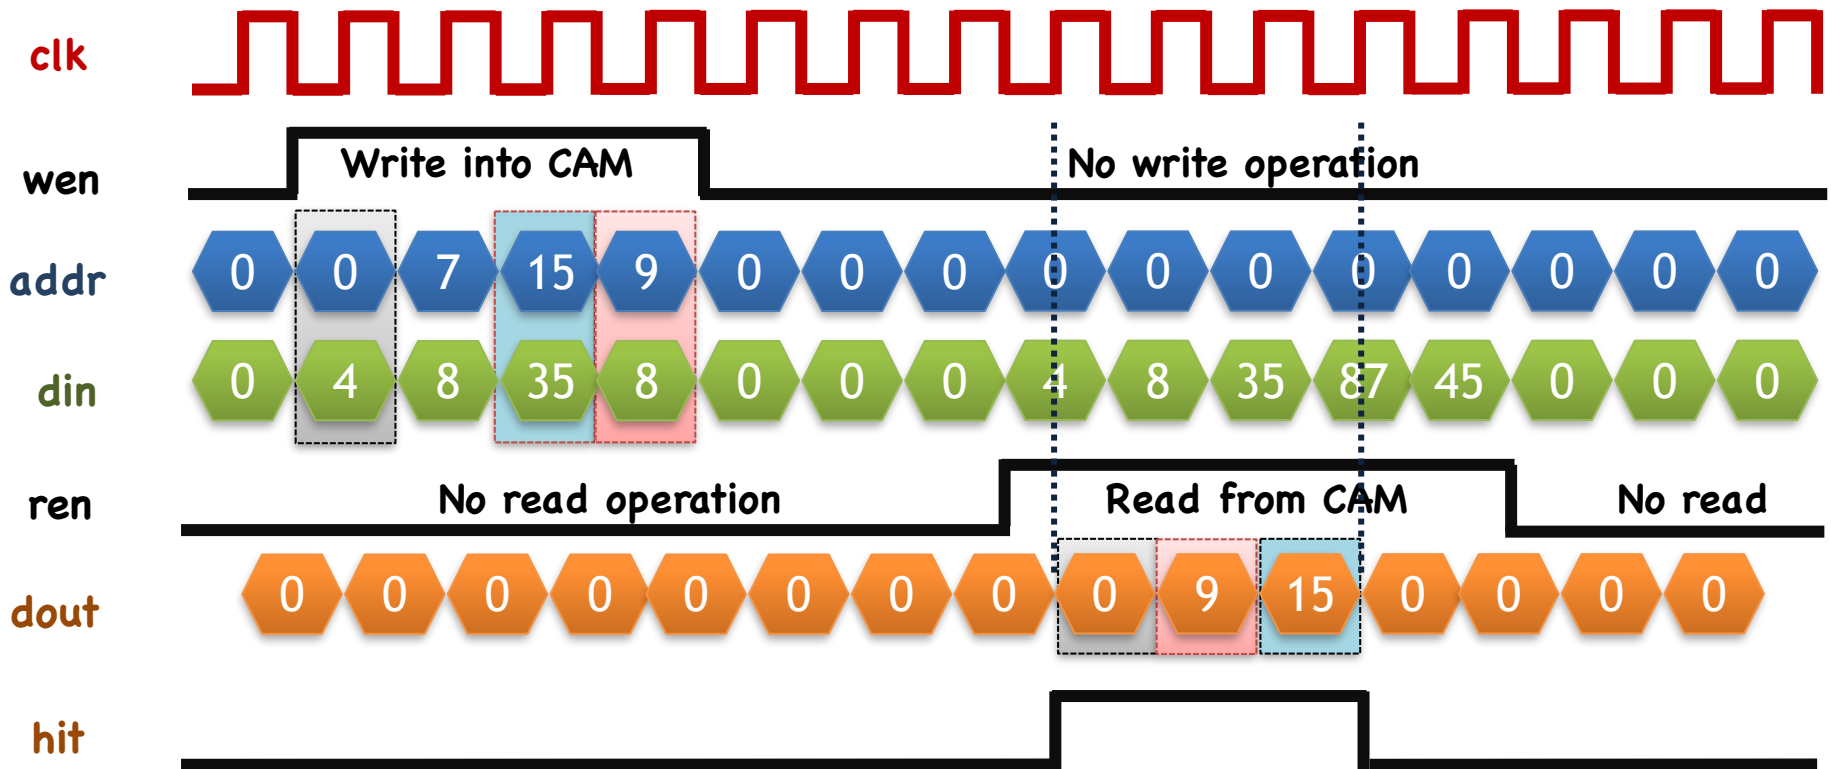 clk
wen Write into CAM No write operation
addr 0 0 7 15 9 0 0 0 0 0 0 0 0 0 0 0
din 0 4 8 35 8 0 0 0 4 8 35 87 45 0 0 0
ren No read operation Read from CAM No read
dout 0 0 0 0 0 0 0 0 0 9 15 0 0 0 0
hit